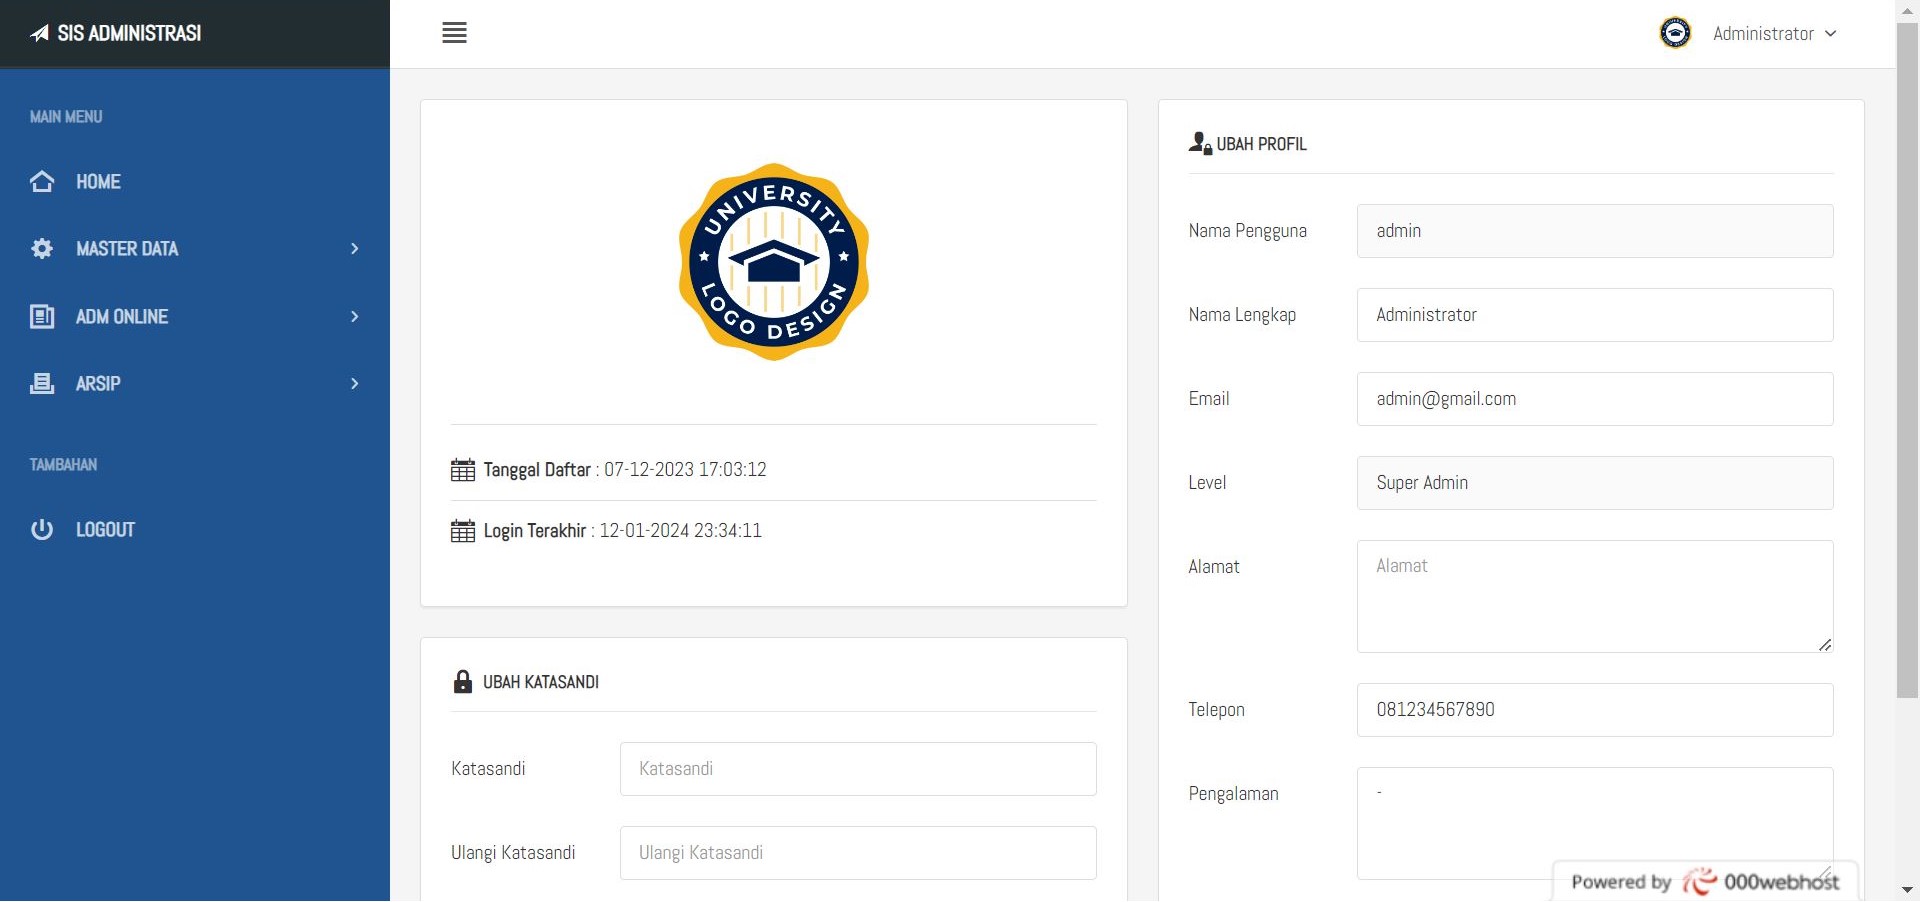 SIS ADMINISTRASI
Administrator
MAIN MENU
HOME
MASTER DATA
ADM ONLINE
ARSIP
TAMBAHAN
LOGOUT
UNIVERSITY
LOGO DESIGN
Tanggal Daftar : 07-12-2023 17:03:12
Login Terakhir : 12-01-2024 23:34:11
UBAH KATASANDI
Katasandi Katasandi
Ulangi Katasandi Ulangi Katasandi
UBAH PROFIL
Nama Pengguna admin
Nama Lengkap Administrator
Email admin@gmail.com
Level Super Admin
Alamat Alamat
Telepon 081234567890
Pengalaman -
Powered by 000webhost